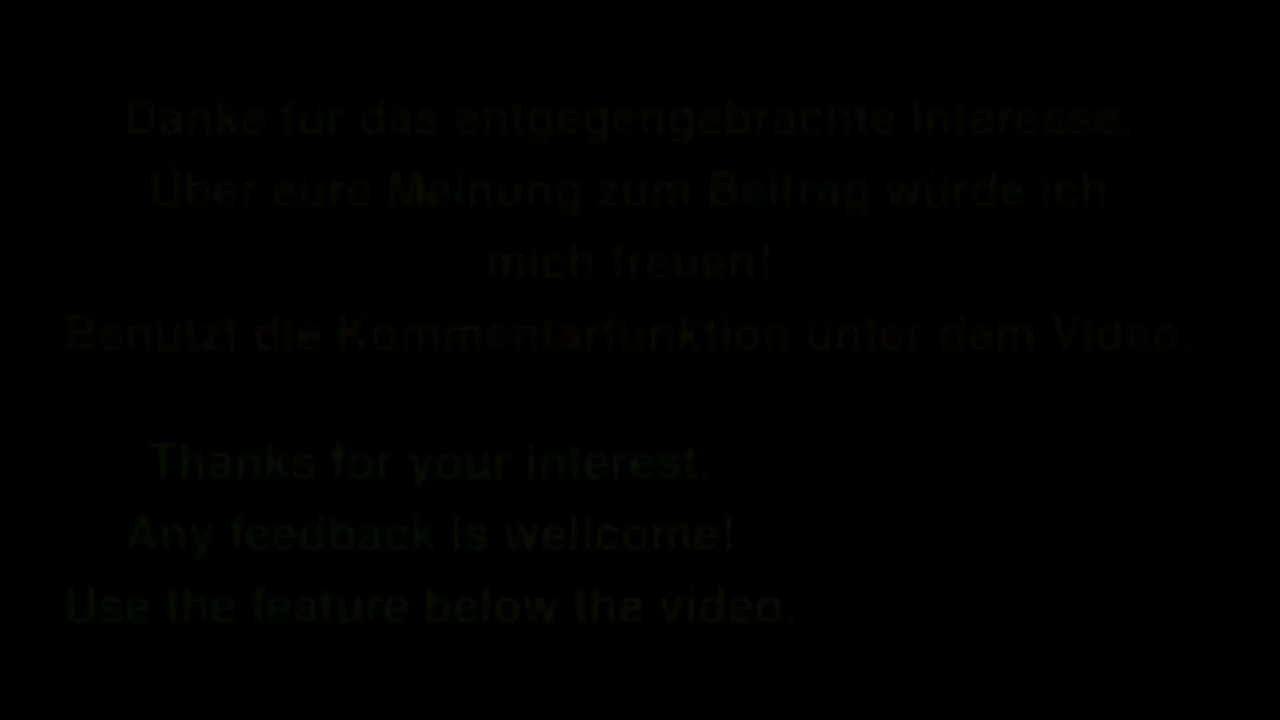 Danke für das entgegengebrachte Interesse.
Über eure Meinung zum Beitrag würde ich
mich freuen!
Benutzt die Kommentarfunktion unter dem Video.
Thanks for your interest.
Any feedback is wellcome!
Use the feature below the video.